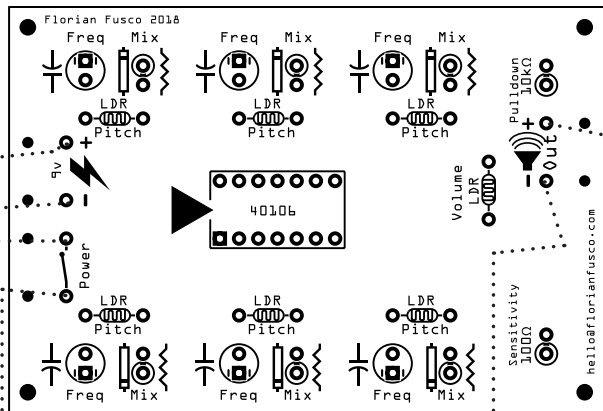 Florian Fusco 2018
Freq Mix Freq Mix Freq Mix
LDR LDR LDR
Pitch Pitch Pitch
Pulldown
10kΩ
+ +
9v
Out
- -
40106
Volume
LDR
Power
hello@florianfusco.com
Sensitivity
100Ω
LDR LDR LDR
Pitch Pitch Pitch
Freq Mix Freq Mix Freq Mix